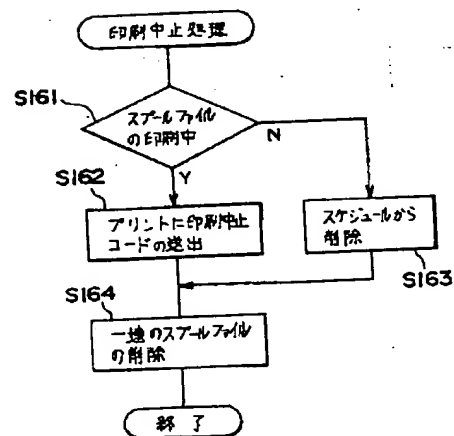 印刷中止処理
S161
スプールファイル
の印刷中
N
Y
S162
プリントに印刷中止
コードの送出
スケジュールから
削除
S163
S164
一連のスプールファイル
の削除
終了